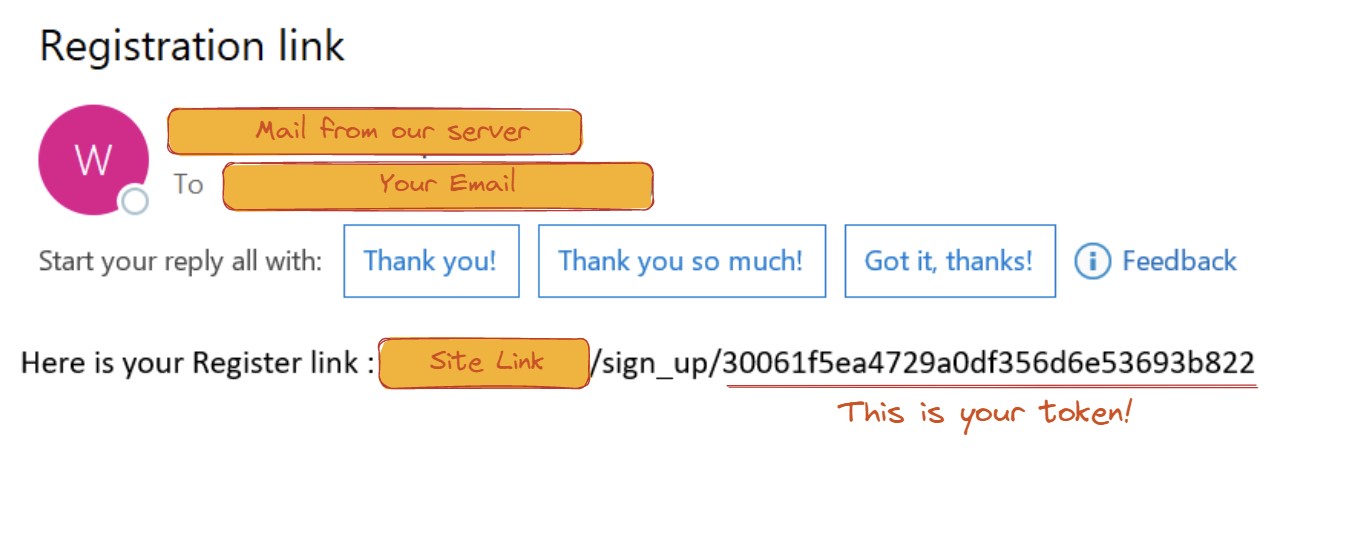 Registration link
W
Mail from our server
To Your Email
Start your reply all with: Thank you! Thank you so much! Got it, thanks! i Feedback
Here is your Register link : Site Link /sign_up/30061f5ea4729a0df356d6e53693b822
This is your token!